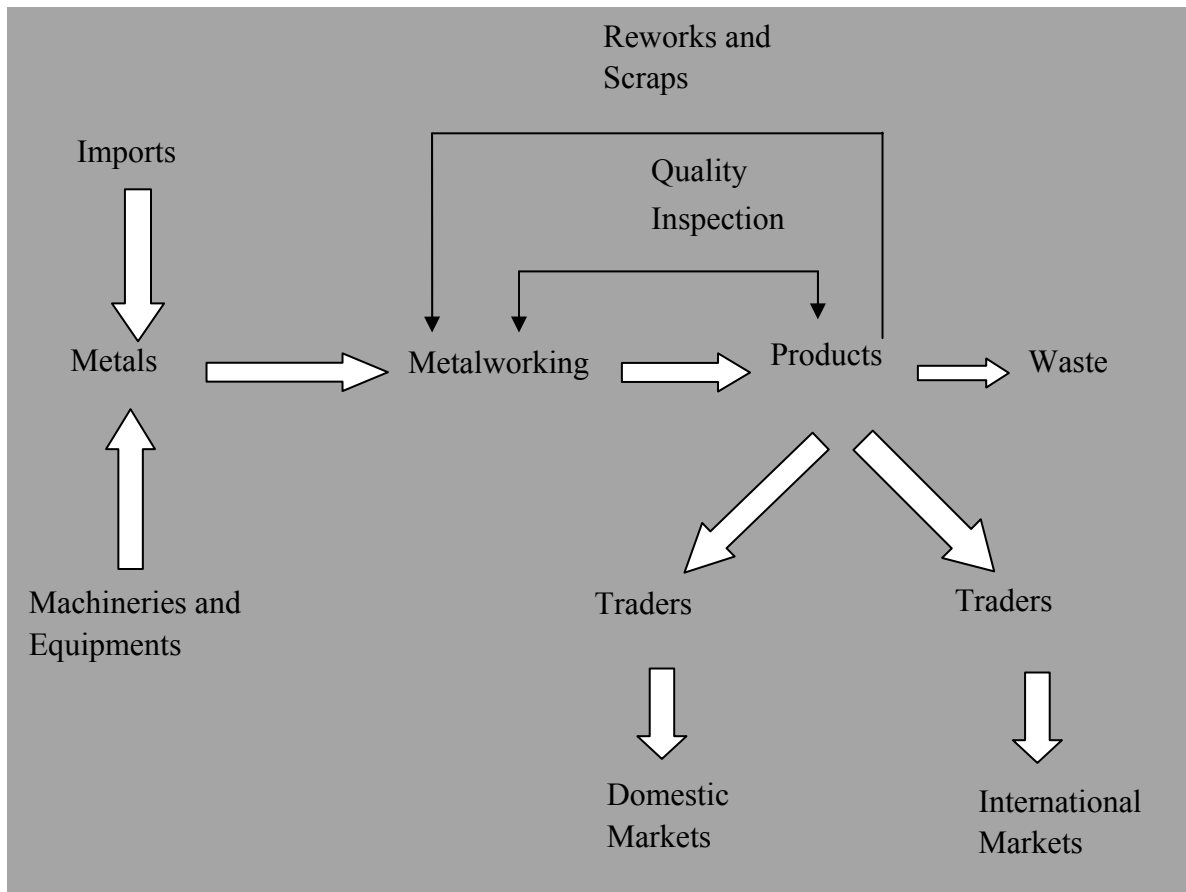 Reworks and
Scraps
Imports
Quality
Inspection
Metals
Metalworking
Products
Waste
Machineries and
Equipments
Traders
Traders
Domestic
Markets
International
Markets